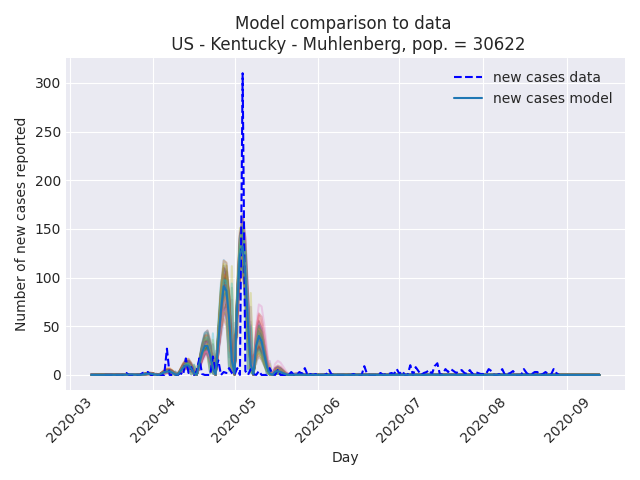 Model comparison to data
US - Kentucky - Muhlenberg, pop. = 30622
new cases data
new cases model
Number of new cases reported
300
250
200
150
100
50
0
2020-03
2020-04
2020-05
2020-06
2020-07
2020-08
2020-09
Day